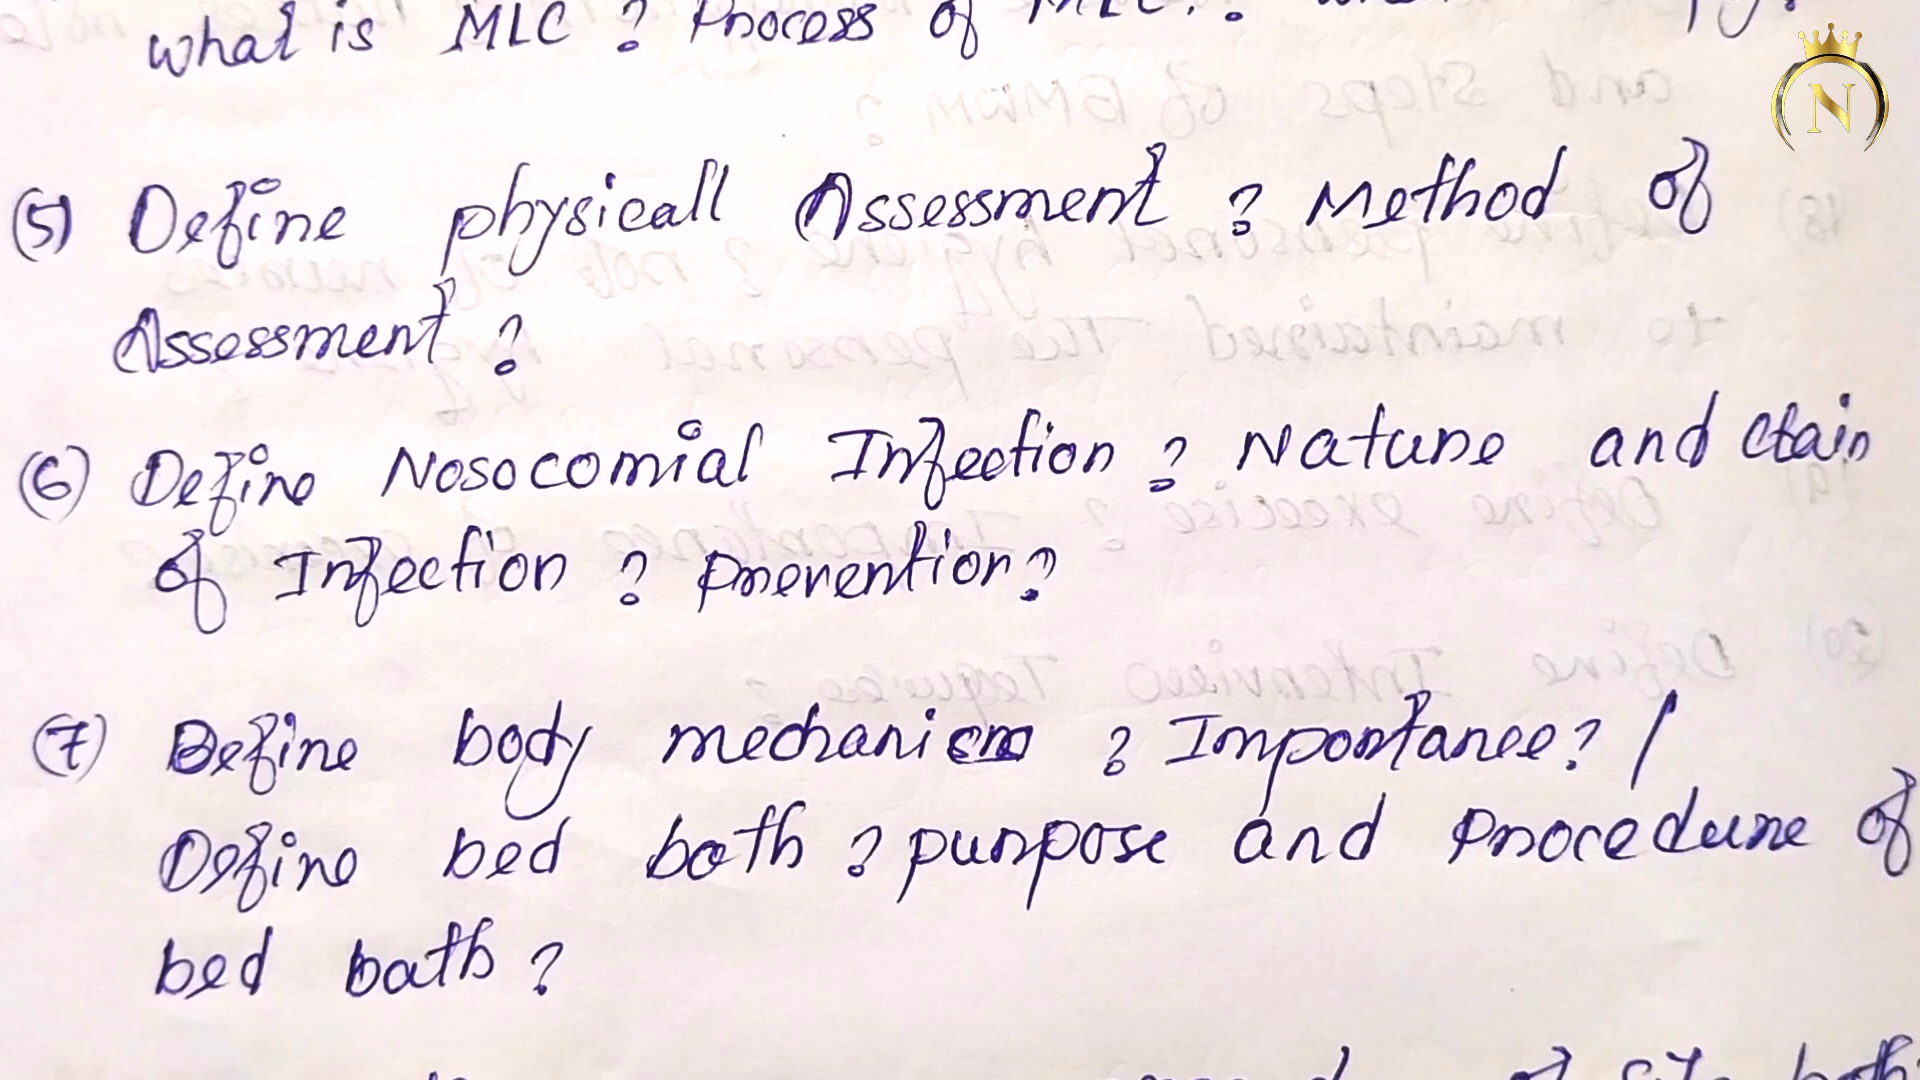 what is MLC ? Process of MLC ?
(5) Define physicall Assessment ? Method of
Assessment ?
(6) Define Nosocomial Infection ? Nature and Chain
of Infection ? prevention ?
(7) Define body mechanism ? Importance ? /
Define bed bath ? purpose and Procedure of
bed bath ?
N